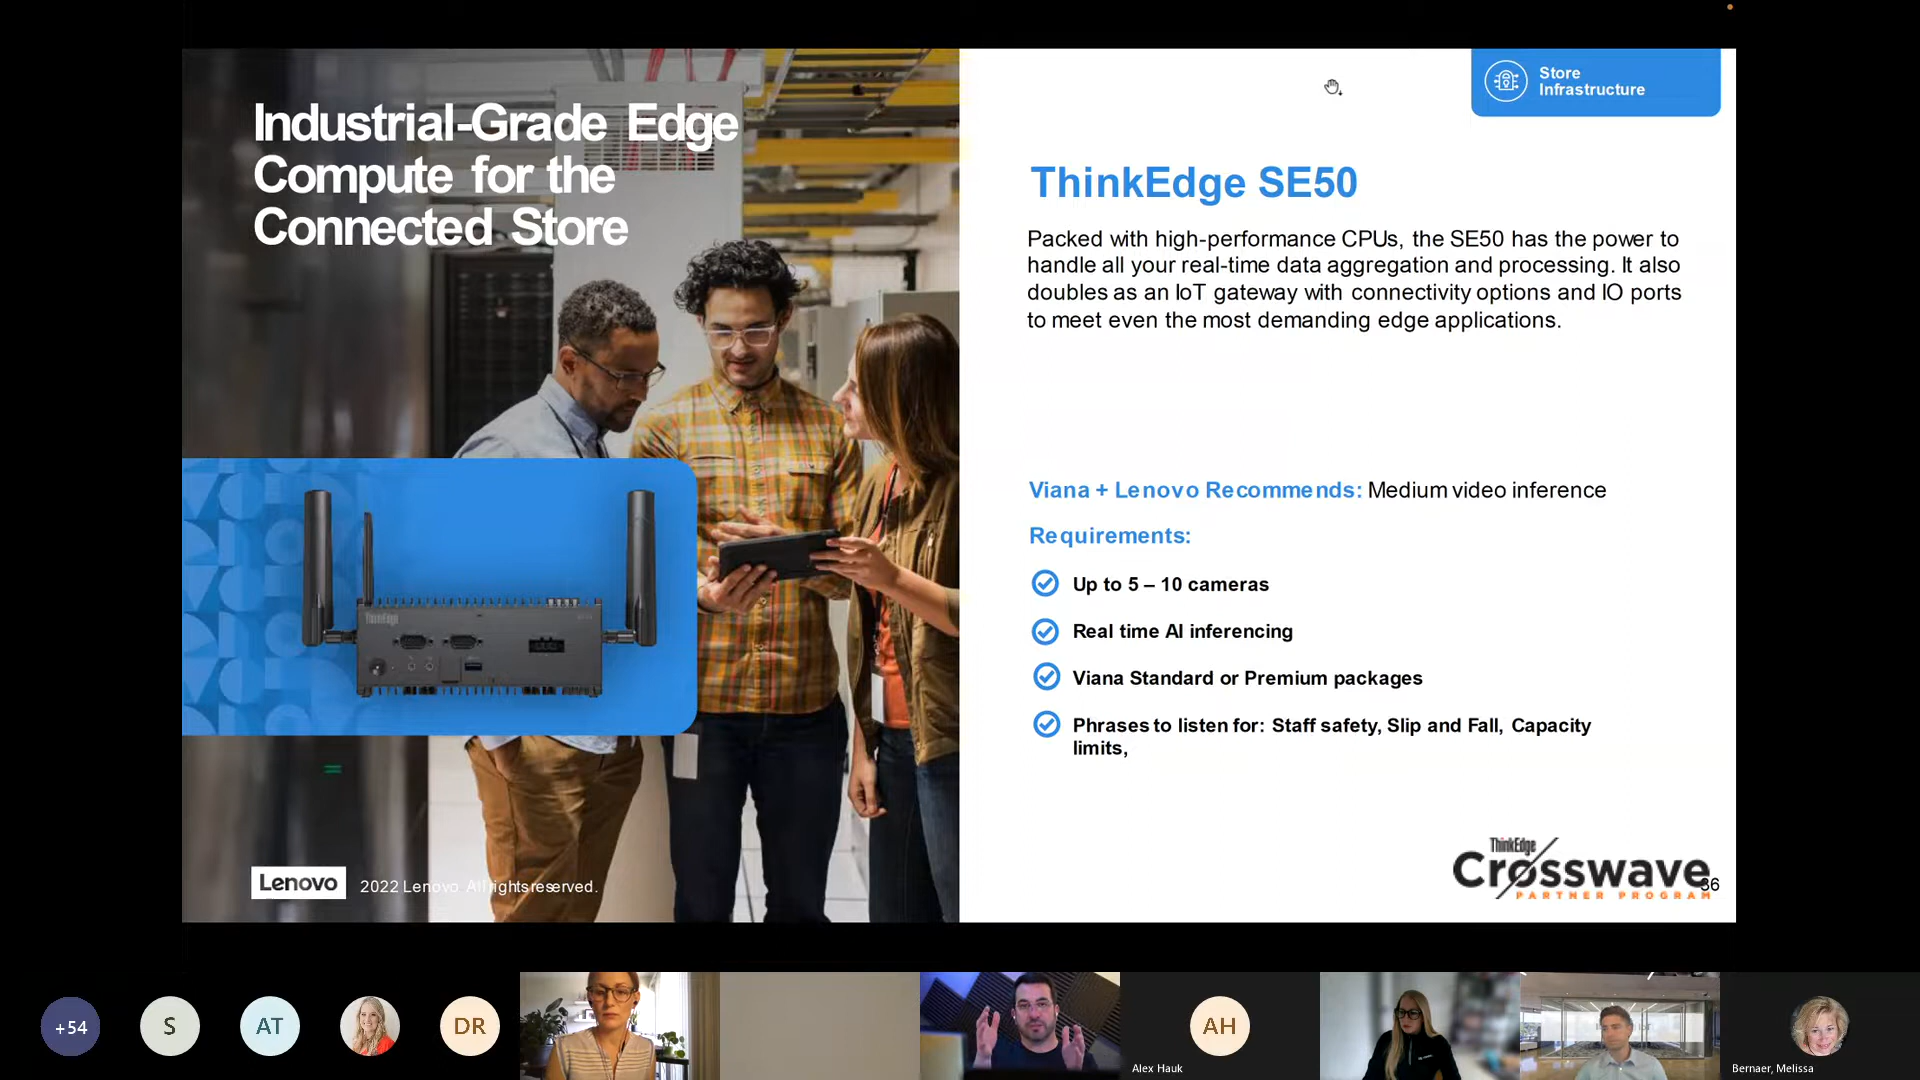 Industrial-Grade Edge
Compute for the
Connected Store
Store
Infrastructure
ThinkEdge SE50
Packed with high-performance CPUs, the SE50 has the power to
handle all your real-time data aggregation and processing. It also
doubles as an IoT gateway with connectivity options and IO ports
to meet even the most demanding edge applications.
Viana + Lenovo Recommends: Medium video inference
Requirements:
Up to 5 – 10 cameras
Real time AI inferencing
Viana Standard or Premium packages
Phrases to listen for: Staff safety, Slip and Fall, Capacity
limits,
ThinkEdge
Lenovo
2022 Lenovo. All rights reserved.
ThinkEdge
Crosswave
PARTNER PROGRAM
36
+54
S
AT
DR
AH
Alex Hauk
Bernaer, Melissa